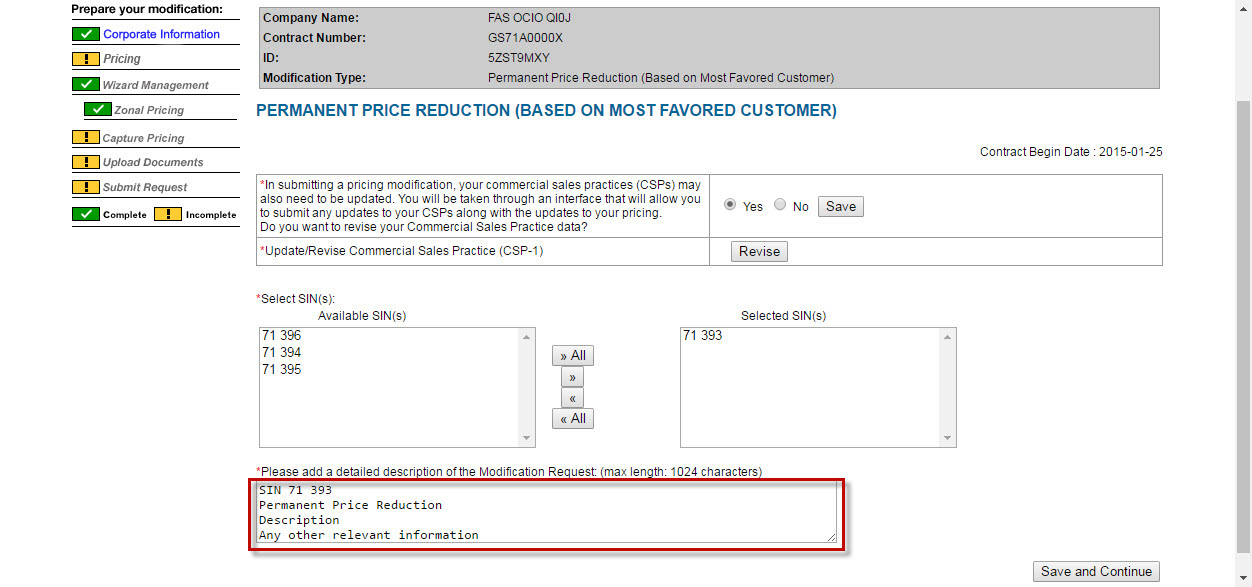 Prepare your modification:
Corporate Information
Pricing
Wizard Management
Zonal Pricing
Capture Pricing
Upload Documents
Submit Request
Complete ! Incomplete
Company Name: FAS OCIO QI0J
Contract Number: GS71A0000X
ID: 5ZST9MXY
Modification Type: Permanent Price Reduction (Based on Most Favored Customer)
PERMANENT PRICE REDUCTION (BASED ON MOST FAVORED CUSTOMER)
Contract Begin Date : 2015-01-25
*In submitting a pricing modification, your commercial sales practices (CSPs) may
also need to be updated. You will be taken through an interface that will allow you
to submit any updates to your CSPs along with the updates to your pricing.
Do you want to revise your Commercial Sales Practice data?
Yes No Save
*Update/Revise Commercial Sales Practice (CSP-1)
Revise
*Select SIN(s):
Available SIN(s)
71 396
71 394
71 395
» All
»
«
« All
Selected SIN(s)
71 393
*Please add a detailed description of the Modification Request: (max length: 1024 characters)
SIN 71 393
Permanent Price Reduction
Description
Any other relevant information
Save and Continue